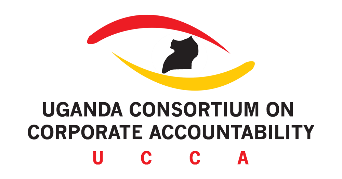 UGANDA CONSORTIUM ON
CORPORATE ACCOUNTABILITY
U C C A